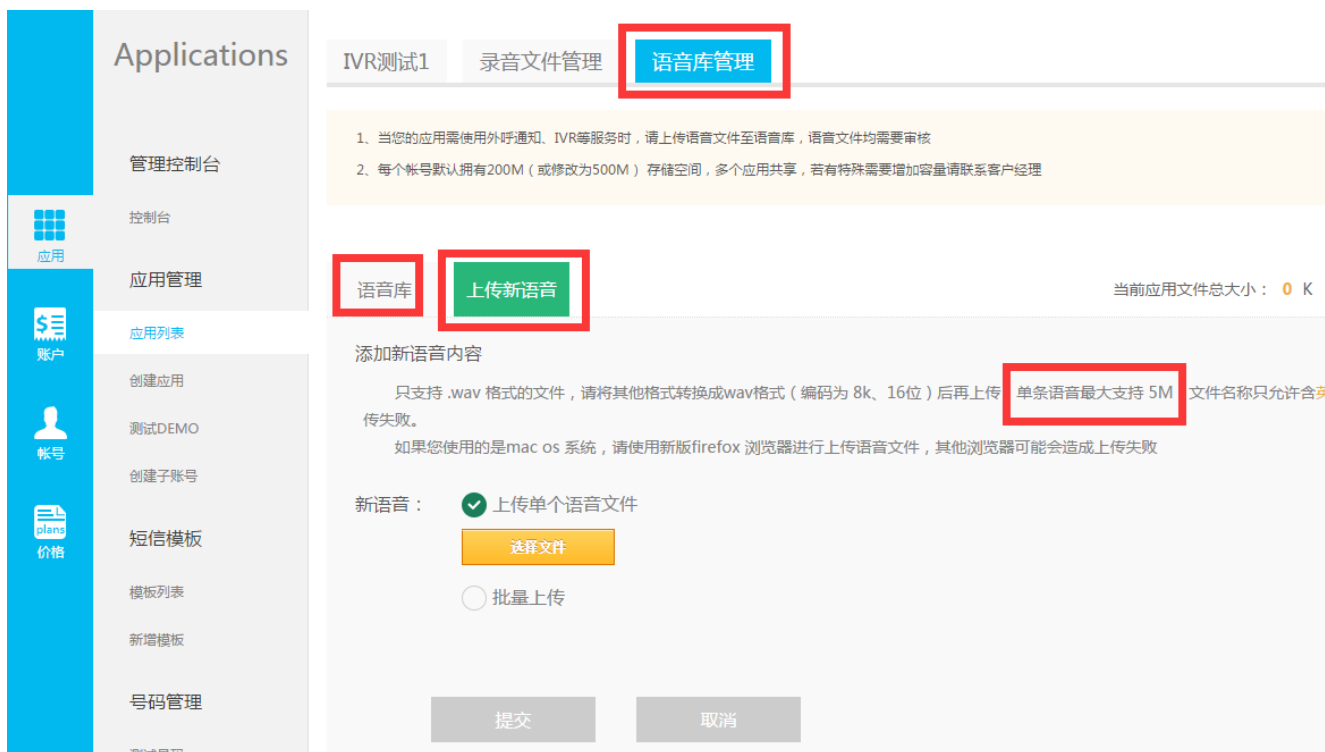 Applications
IVR测试1
录音文件管理
语音库管理
1、当您的应用需使用外呼通知、IVR等服务时，请上传语音文件至语音库，语音文件均需要审核
2、每个帐号默认拥有200M（或修改为500M）存储空间，多个应用共享，若有特殊需要增加容量请联系客户经理
管理控制台
控制台
应用
应用管理
语音库
上传新语音
当前应用文件总大小： 0 K
应用列表
账户
添加新语音内容
创建应用
只支持 .wav 格式的文件，请将其他格式转换成wav格式（编码为 8k、16位）后再上传 单条语音最大支持 5M 文件名称只允许含英
传失败。
测试DEMO
如果您使用的是mac os 系统，请使用新版firefox 浏览器进行上传语音文件，其他浏览器可能会造成上传失败
帐号
创建子账号
新语音：
上传单个语音文件
plans
价格
短信模板
选择文件
模板列表
批量上传
新增模板
号码管理
提交
取消
测试号码